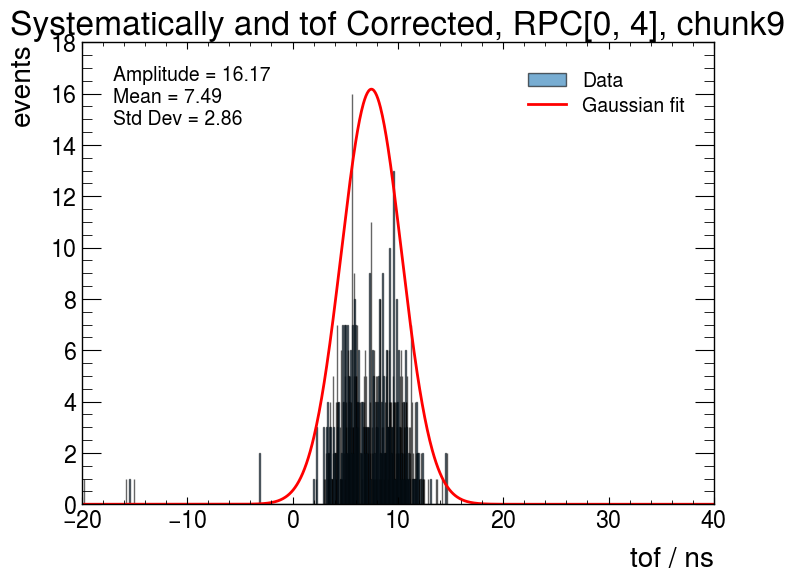 Systematically and tof Corrected, RPC[0, 4], chunk9
events
18
16
14
12
10
8
6
4
2
0
Amplitude = 16.17
Mean = 7.49
Std Dev = 2.86
Data
Gaussian fit
−20 −10 0 10 20 30 40
tof / ns